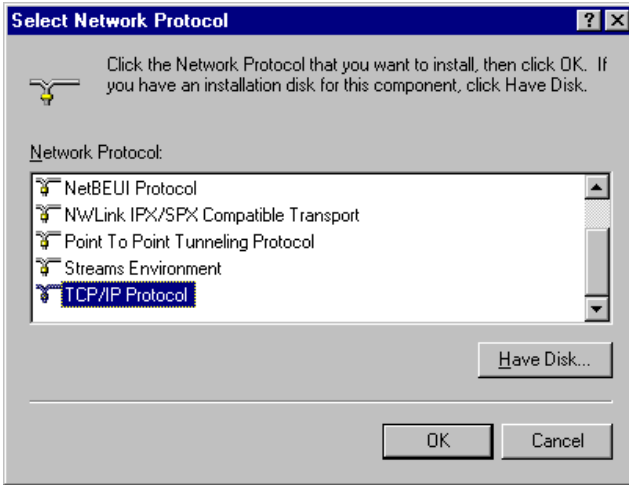 Select Network Protocol
Click the Network Protocol that you want to install, then click OK. If
you have an installation disk for this component, click Have Disk.
Network Protocol:
NetBEUI Protocol
NWLink IPX/SPX Compatible Transport
Point To Point Tunneling Protocol
Streams Environment
TCP/IP Protocol
Have Disk...
OK
Cancel